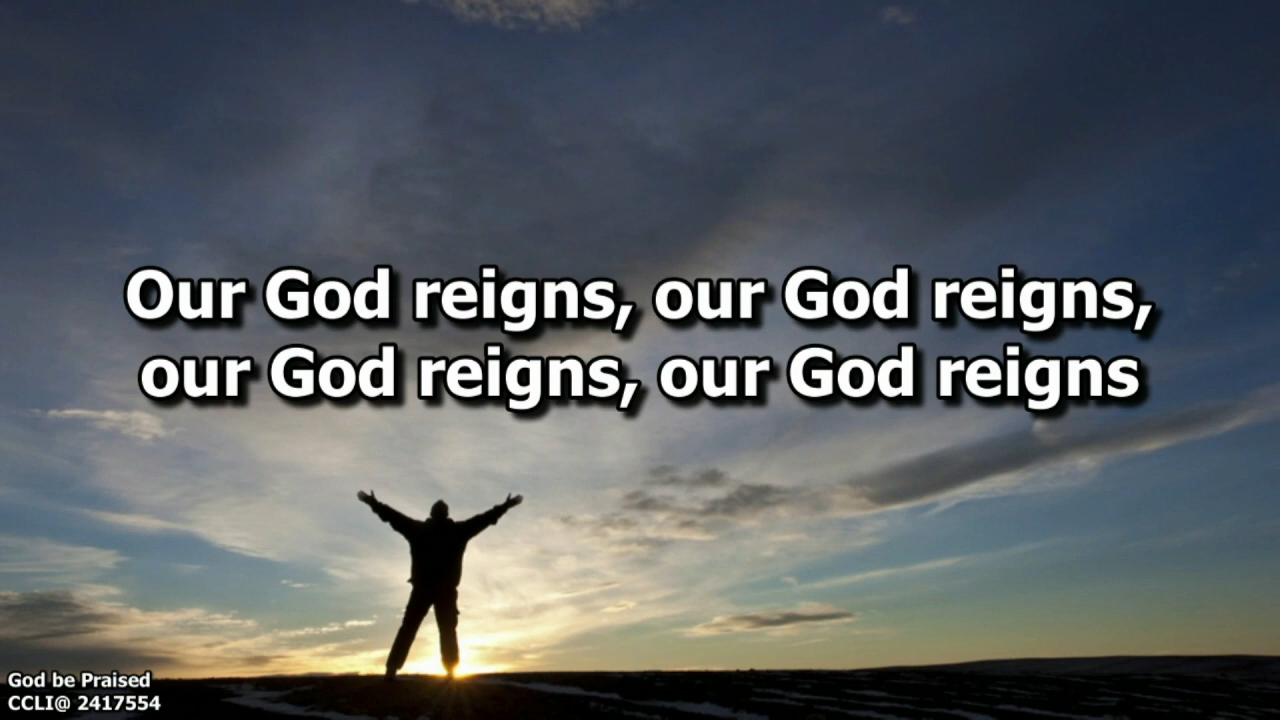 Our God reigns, our God reigns,
our God reigns, our God reigns
God be Praised
CCLI@ 2417554